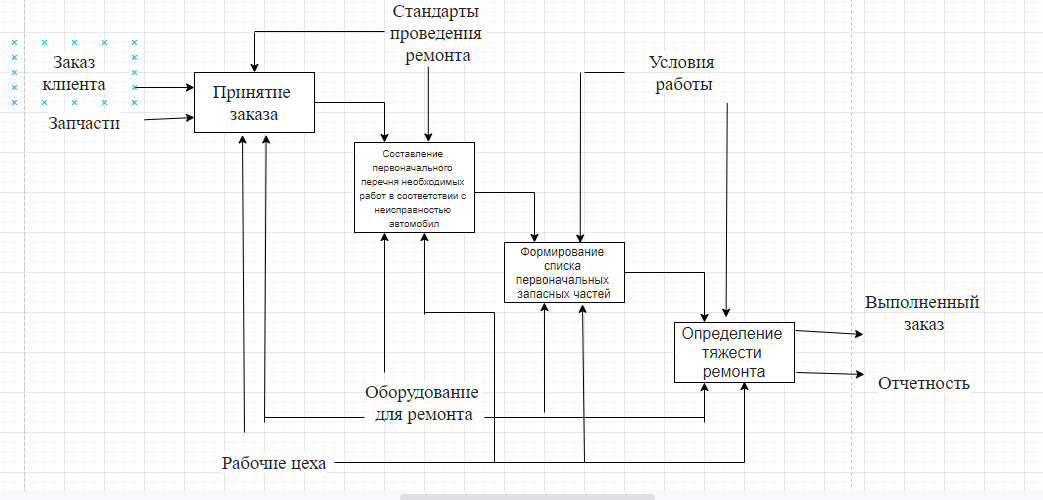 Стандарты
проведения
ремонта
Заказ
клиента
Запчасти
Принятие
заказа
Условия
работы
Составление
первоначального
перечня необходимых
работ в соответствии с
неисправностью
автомобил
Формирование
списка
первоначальных
запасных частей
Определение
тяжести
ремонта
Выполненный
заказ
Отчетность
Оборудование
для ремонта
Рабочие цеха